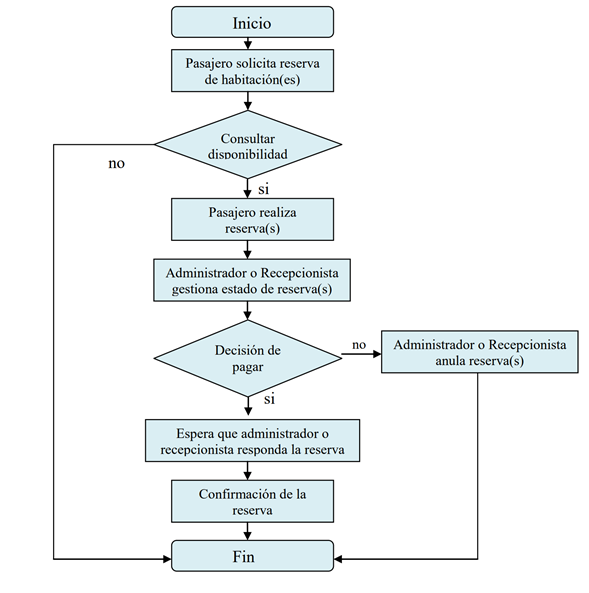 Inicio
Pasajero solicita reserva
de habitación(es)
Consultar
disponibilidad
no
si
Pasajero realiza
reserva(s)
Administrador o Recepcionista
gestiona estado de reserva(s)
Decisión de
pagar
no
Administrador o Recepcionista
anula reserva(s)
si
Espera que administrador o
recepcionista responda la reserva
Confirmación de la
reserva
Fin